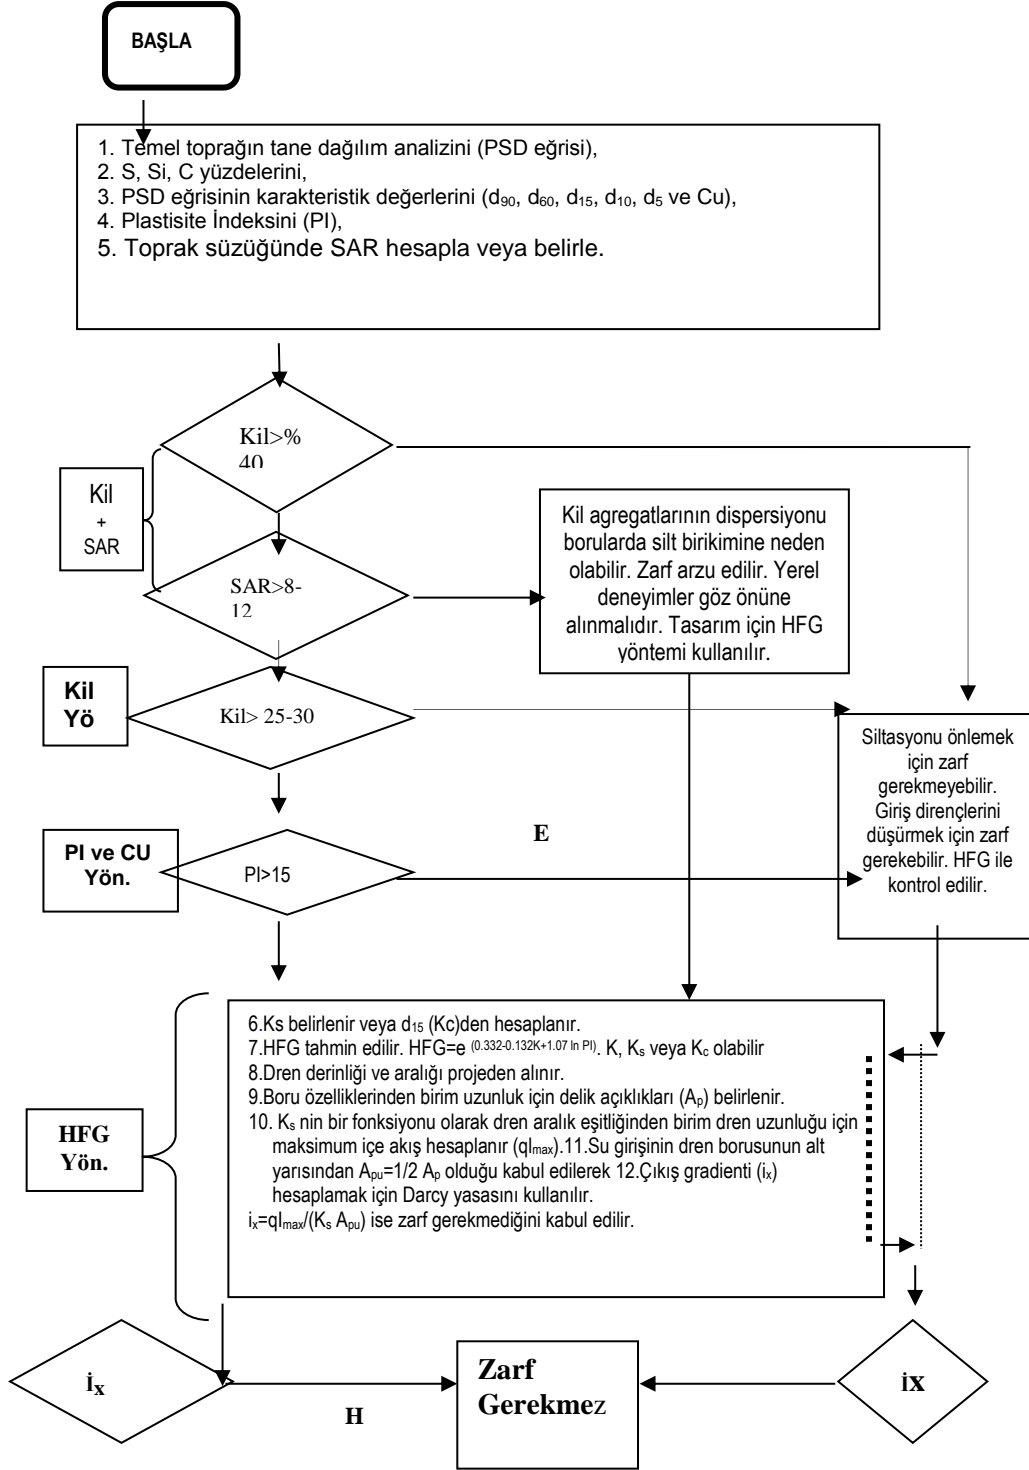 BAŞLA
1. Temel toprağın tane dağılım analizini (PSD eğrisi),
2. S, Si, C yüzdelerini,
3. PSD eğrisinin karakteristik değerlerini (d90, d60, d15, d10, d5 ve Cu),
4. Plastisite İndeksini (PI),
5. Toprak süzüğünde SAR hesapla veya belirle.
Kil>%
40
Kil
+
SAR
SAR>8-
12
Kil agregatlarının dispersiyonu
borularda silt birikimine neden
olabilir. Zarf arzu edilir. Yerel
deneyimler göz önüne
alınmalıdır. Tasarım için HFG
yöntemi kullanılır.
Kil
Yö
Kil> 25-30
Siltasyonu önlemek
için zarf
gerekmeyebilir.
Giriş dirençlerini
düşürmek için zarf
gerekebilir. HFG ile
kontrol edilir.
PI ve CU
Yön.
PI>15
E
HFG
Yön.
6.Ks belirlenir veya d15 (Kc)den hesaplanır.
7.HFG tahmin edilir. HFG=e (0.332-0.132K+1.07 ln PI). K, Ks veya Kc olabilir
8.Dren derinliği ve aralığı projeden alınır.
9.Boru özelliklerinden birim uzunluk için delik açıklıkları (Ap) belirlenir.
10. Ks nin bir fonksiyonu olarak dren aralık eşitliğinden birim dren uzunluğu için
maksimum içe akış hesaplanır (qlmax).11.Su girişinin dren borusunun alt
yarısından Apu=1/2 Ap olduğu kabul edilerek 12.Çıkış gradienti (ix)
hesaplamak için Darcy yasasını kullanılır.
ix=qlmax/(Ks Apu) ise zarf gerekmediğini kabul edilir.
İx
H
Zarf
Gerekmez
ix